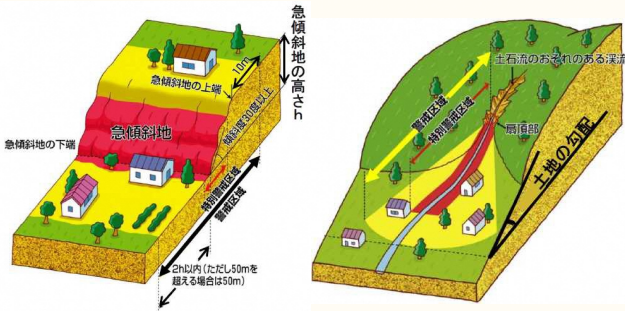 急傾斜地の高さh
10m
急傾斜地の上端
急傾斜地
傾斜度30度以上
急傾斜地の下端
特別警戒区域
警戒区域
2h以内(ただし50mを
超える場合は50m)
土石流のおそれのある渓流
警戒区域
特別警戒区域
扇頂部
土地の勾配